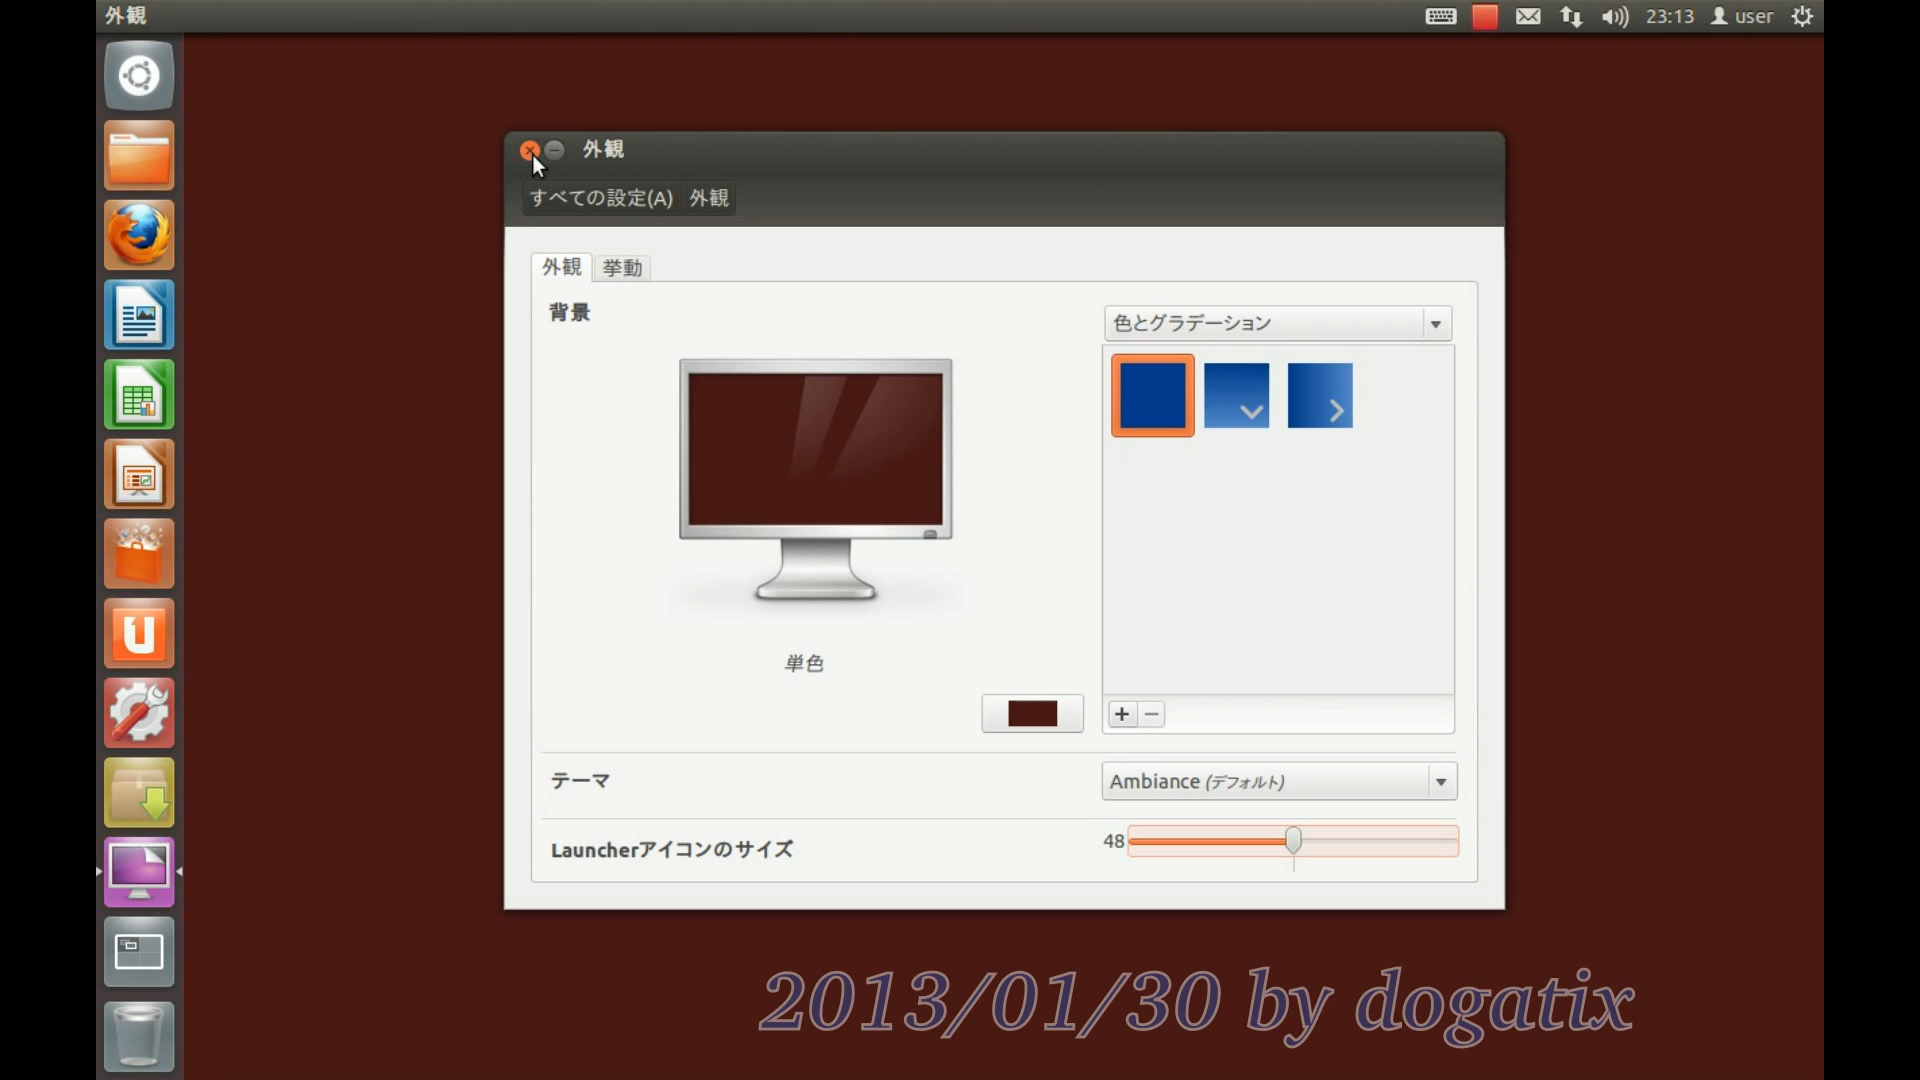 外観
23:13 user
外観
すべての設定(A) 外観
外観 挙動
背景
色とグラデーション
単色
テーマ
Ambiance (デフォルト)
Launcherアイコンのサイズ
48
2013/01/30 by dogatix